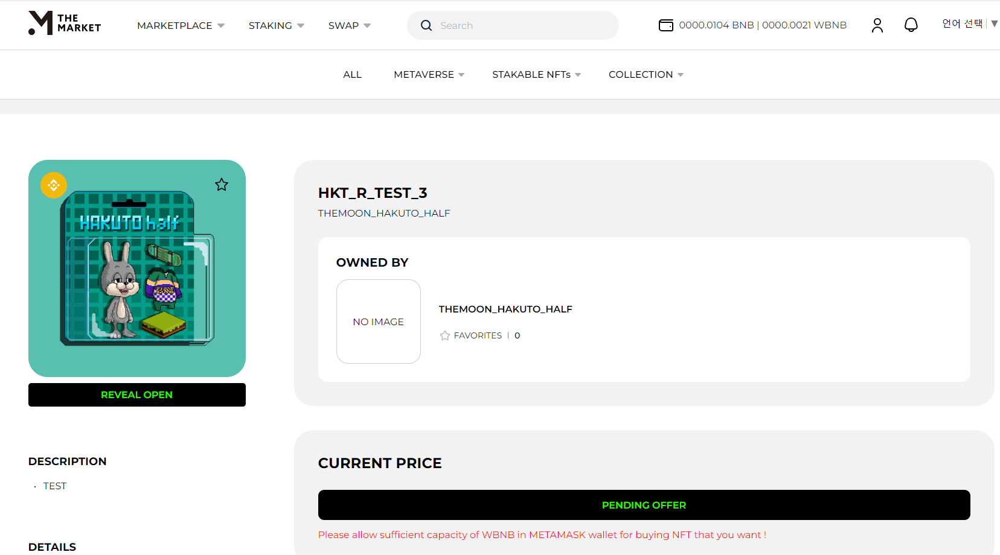 THE
MARKET
MARKETPLACE STAKING SWAP Search 0000.0104 BNB | 0000.0021 WBNB 언어 선택 ▼
ALL METAVERSE STAKABLE NFTs COLLECTION
HAKUTO half
REVEAL OPEN
DESCRIPTION
· TEST
DETAILS
HKT_R_TEST_3
THEMOON_HAKUTO_HALF
OWNED BY
NO IMAGE
THEMOON_HAKUTO_HALF
FAVORITES | 0
CURRENT PRICE
PENDING OFFER
Please allow sufficient capacity of WBNB in METAMASK wallet for buying NFT that you want !